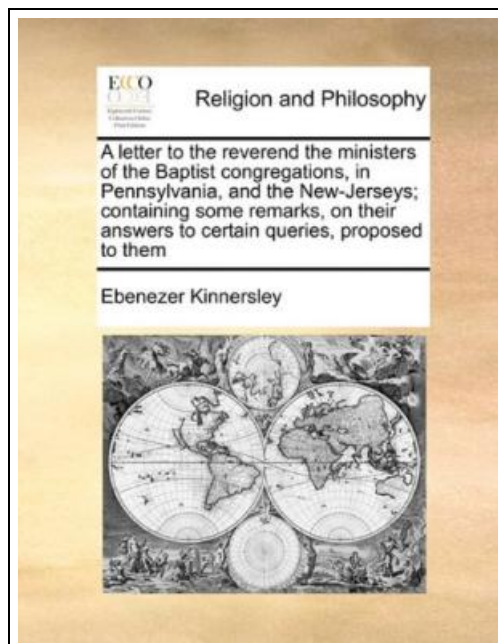 ECCO
Religion and Philosophy
A letter to the reverend the ministers
of the Baptist congregations, in
Pennsylvania, and the New-Jerseys;
containing some remarks, on their
answers to certain queries, proposed
to them
Ebenezer Kinnersley